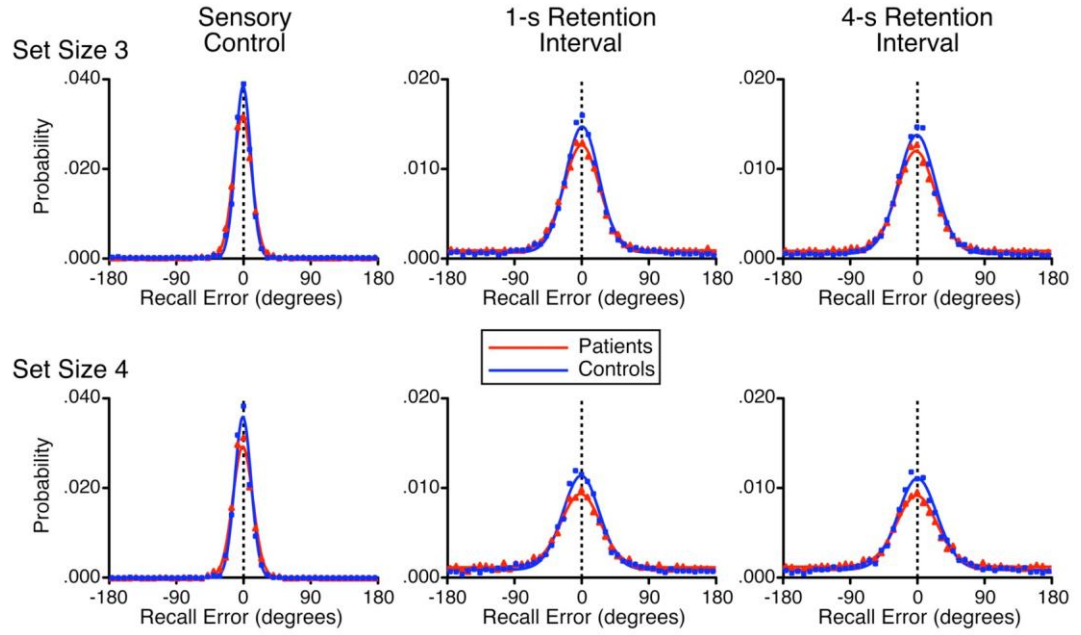 Sensory
Control
1-s Retention
Interval
4-s Retention
Interval
Set Size 3
Probability
.040
.020
.000
-180 -90 0 90 180
Recall Error (degrees)
.020
.010
.000
-180 -90 0 90 180
Recall Error (degrees)
.020
.010
.000
-180 -90 0 90 180
Recall Error (degrees)
Patients
Controls
Set Size 4
Probability
.040
.020
.000
-180 -90 0 90 180
Recall Error (degrees)
.020
.010
.000
-180 -90 0 90 180
Recall Error (degrees)
.020
.010
.000
-180 -90 0 90 180
Recall Error (degrees)